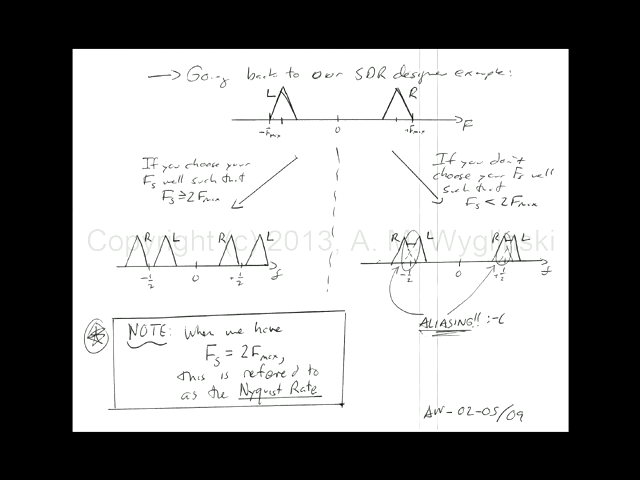 → Going back to our SDR designer example:
L R
-Fmax 0 +Fmax F
If you choose your
Fs well such that
Fs ≥ 2Fmax
If you don't
choose your Fs well
such that
Fs < 2Fmax
Copyright (c) 2013, A. M. Wyglinski
R L R L
-1/2 0 +1/2 f
R L R L
-1/2 0 +1/2 f
ALIASING!! :-(
NOTE: When we have
Fs = 2Fmax,
this is refered to
as the Nyquist Rate
AW-02-05/09